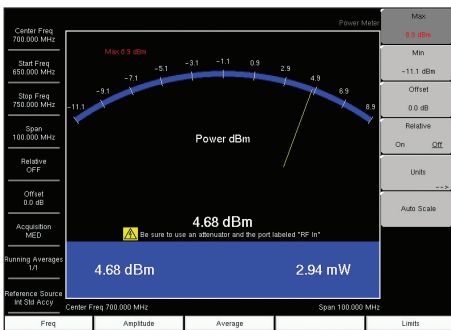 Power Meter
Center Freq
700.000 MHz
Start Freq
650.000 MHz
Stop Freq
750.000 MHz
Span
100.000 MHz
Relative
OFF
Offset
0.0 dB
Acquisition
MED
Running Averages
1/1
Reference Source
Int Std Accy
Max 8.9 dBm
-11.1
-9.1
-7.1
-5.1
-3.1
-1.1
0.9
2.9
4.9
6.9
8.9
Power dBm
4.68 dBm
Be sure to use an attenuator and the port labeled "RF In"
4.68 dBm
2.94 mW
Center Freq 700.000 MHz
Span 100.000 MHz
Max
8.9 dBm
Min
-11.1 dBm
Offset
0.0 dB
Relative
On Off
Units
-->
Auto Scale
Freq
Amplitude
Average
Limits